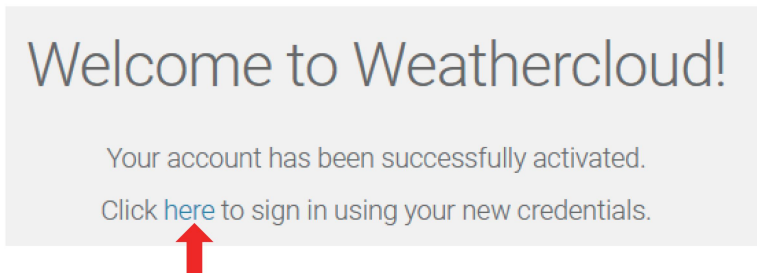 Welcome to Weathercloud!
Your account has been successfully activated.
Click here to sign in using your new credentials.